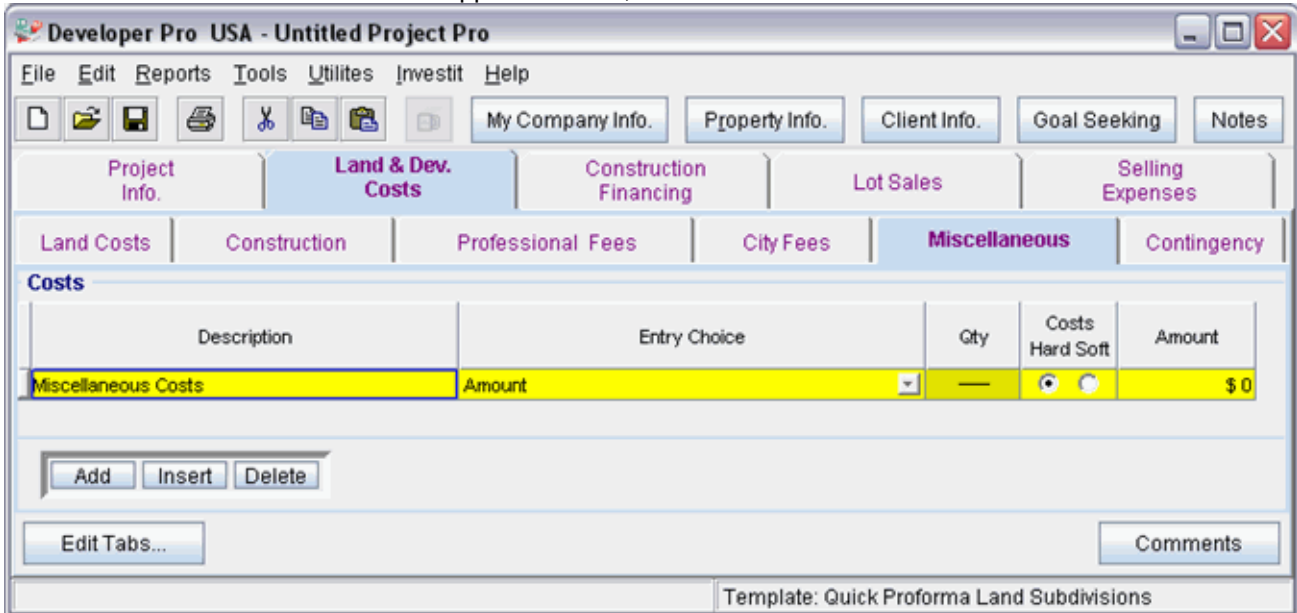 Developer Pro USA - Untitled Project Pro
File Edit Reports Tools Utilites Investit Help
My Company Info. Property Info. Client Info. Goal Seeking Notes
Project Info. Land & Dev. Costs Construction Financing Lot Sales Selling Expenses
Land Costs Construction Professional Fees City Fees Miscellaneous Contingency
Costs
Description Entry Choice Qty Costs Hard Soft Amount
Miscellaneous Costs Amount — $ 0
Add Insert Delete
Edit Tabs... Comments
Template: Quick Proforma Land Subdivisions